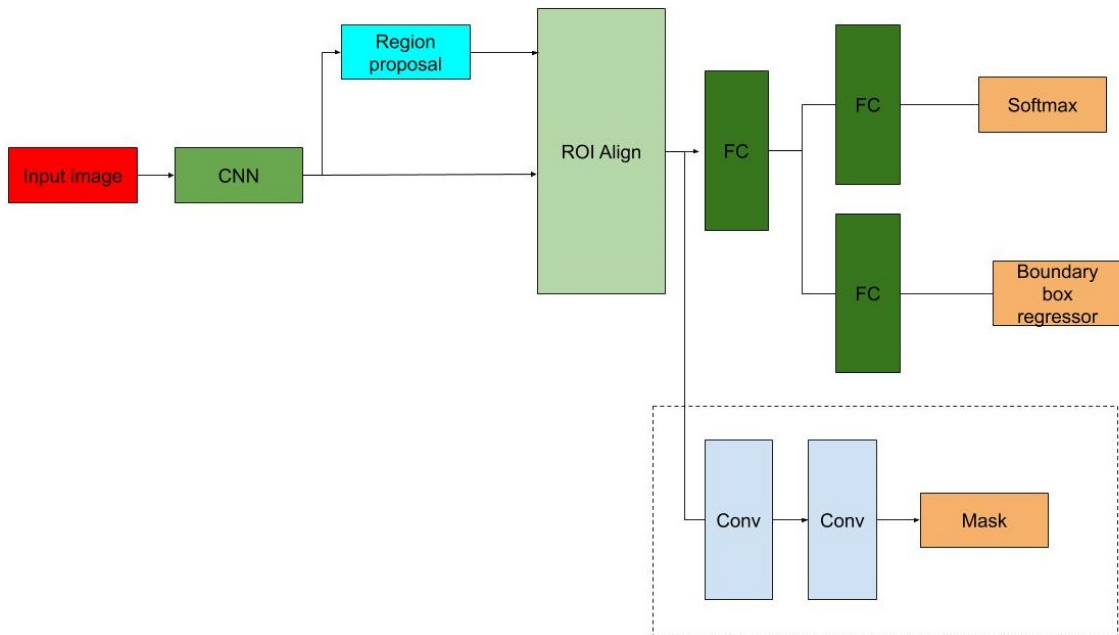 Region
proposal
Input image
CNN
ROI Align
FC
FC
Softmax
FC
Boundary
box
regressor
Conv
Conv
Mask